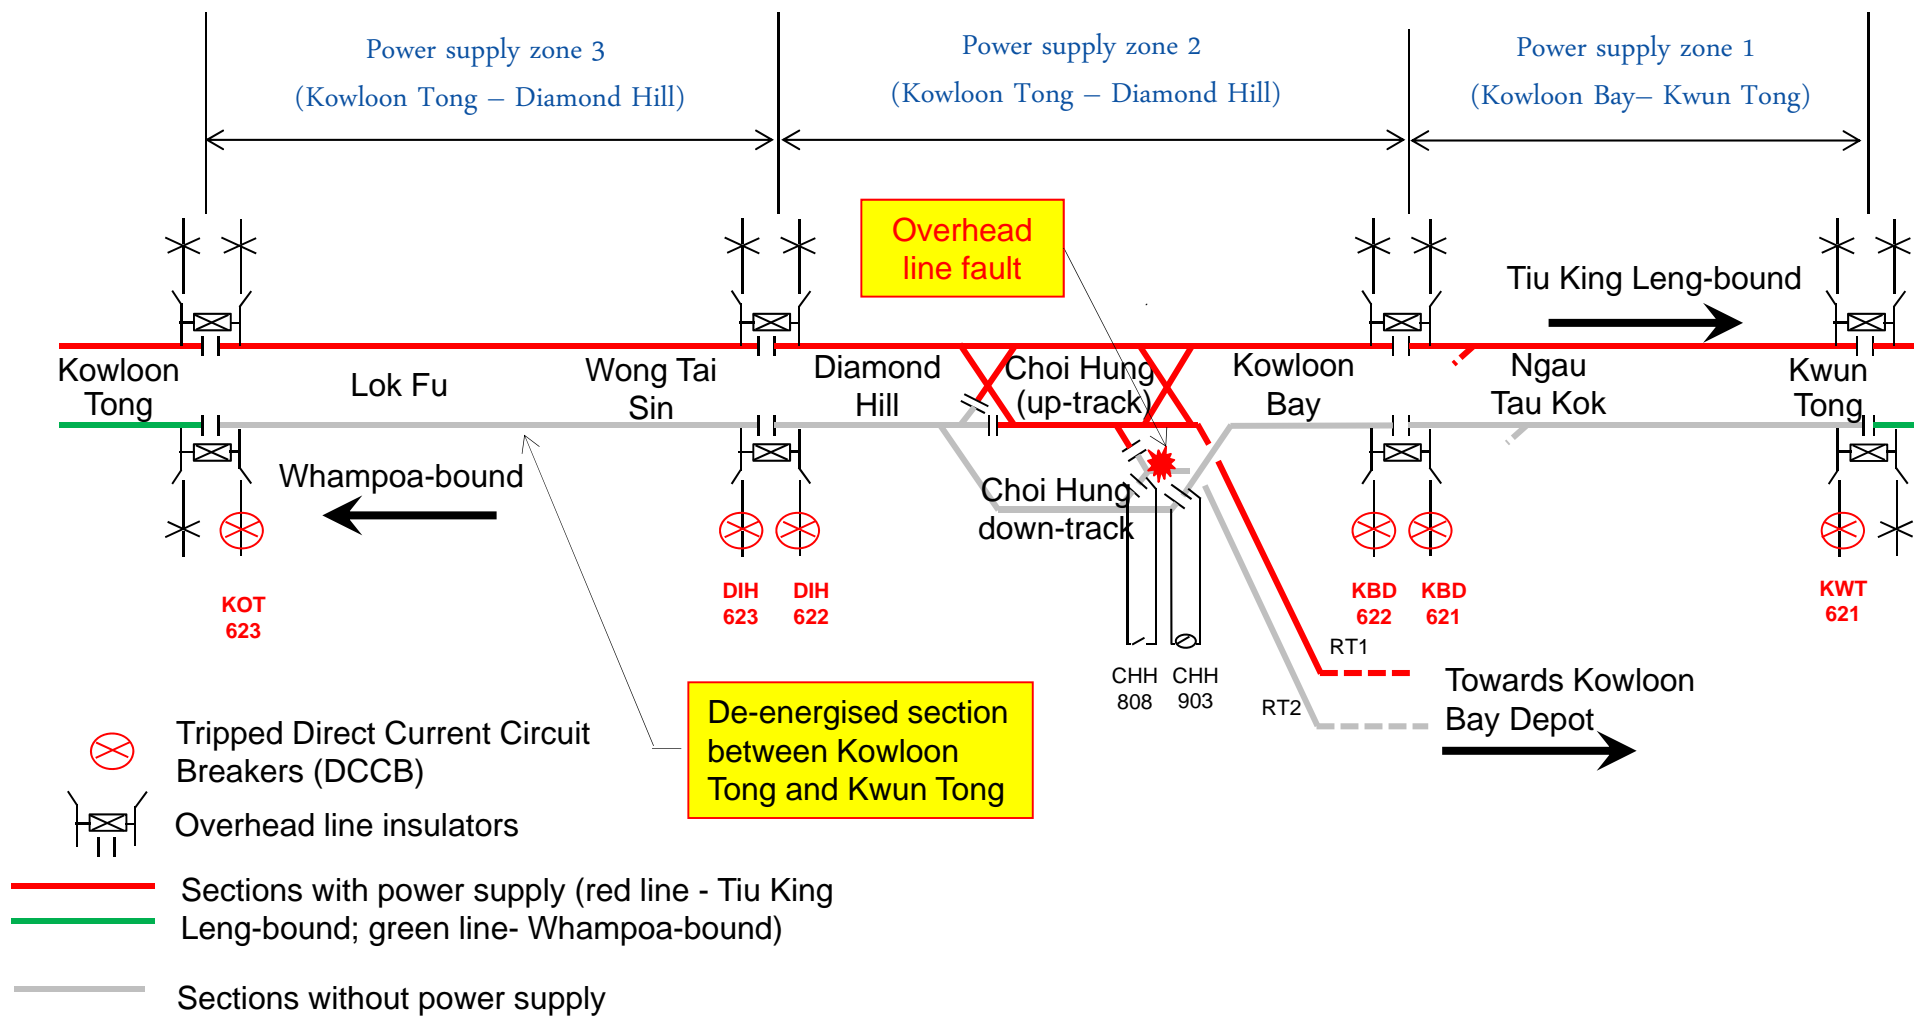 Power supply zone 3
(Kowloon Tong – Diamond Hill)
Power supply zone 2
(Kowloon Tong – Diamond Hill)
Power supply zone 1
(Kowloon Bay– Kwun Tong)
Overhead
line fault
Tiu King Leng-bound
Kowloon
Tong
Lok Fu
Wong Tai
Sin
Diamond
Hill
Choi Hung
(up-track)
Kowloon
Bay
Ngau
Tau Kok
Kwun
Tong
Whampoa-bound
Choi Hung
down-track
KOT
623
DIH
623
DIH
622
KBD
622
KBD
621
KWT
621
CHH
808
CHH
903
RT1
RT2
Towards Kowloon
Bay Depot
De-energised section
between Kowloon
Tong and Kwun Tong
Tripped Direct Current Circuit
Breakers (DCCB)
Overhead line insulators
Sections with power supply (red line - Tiu King
Leng-bound; green line- Whampoa-bound)
Sections without power supply